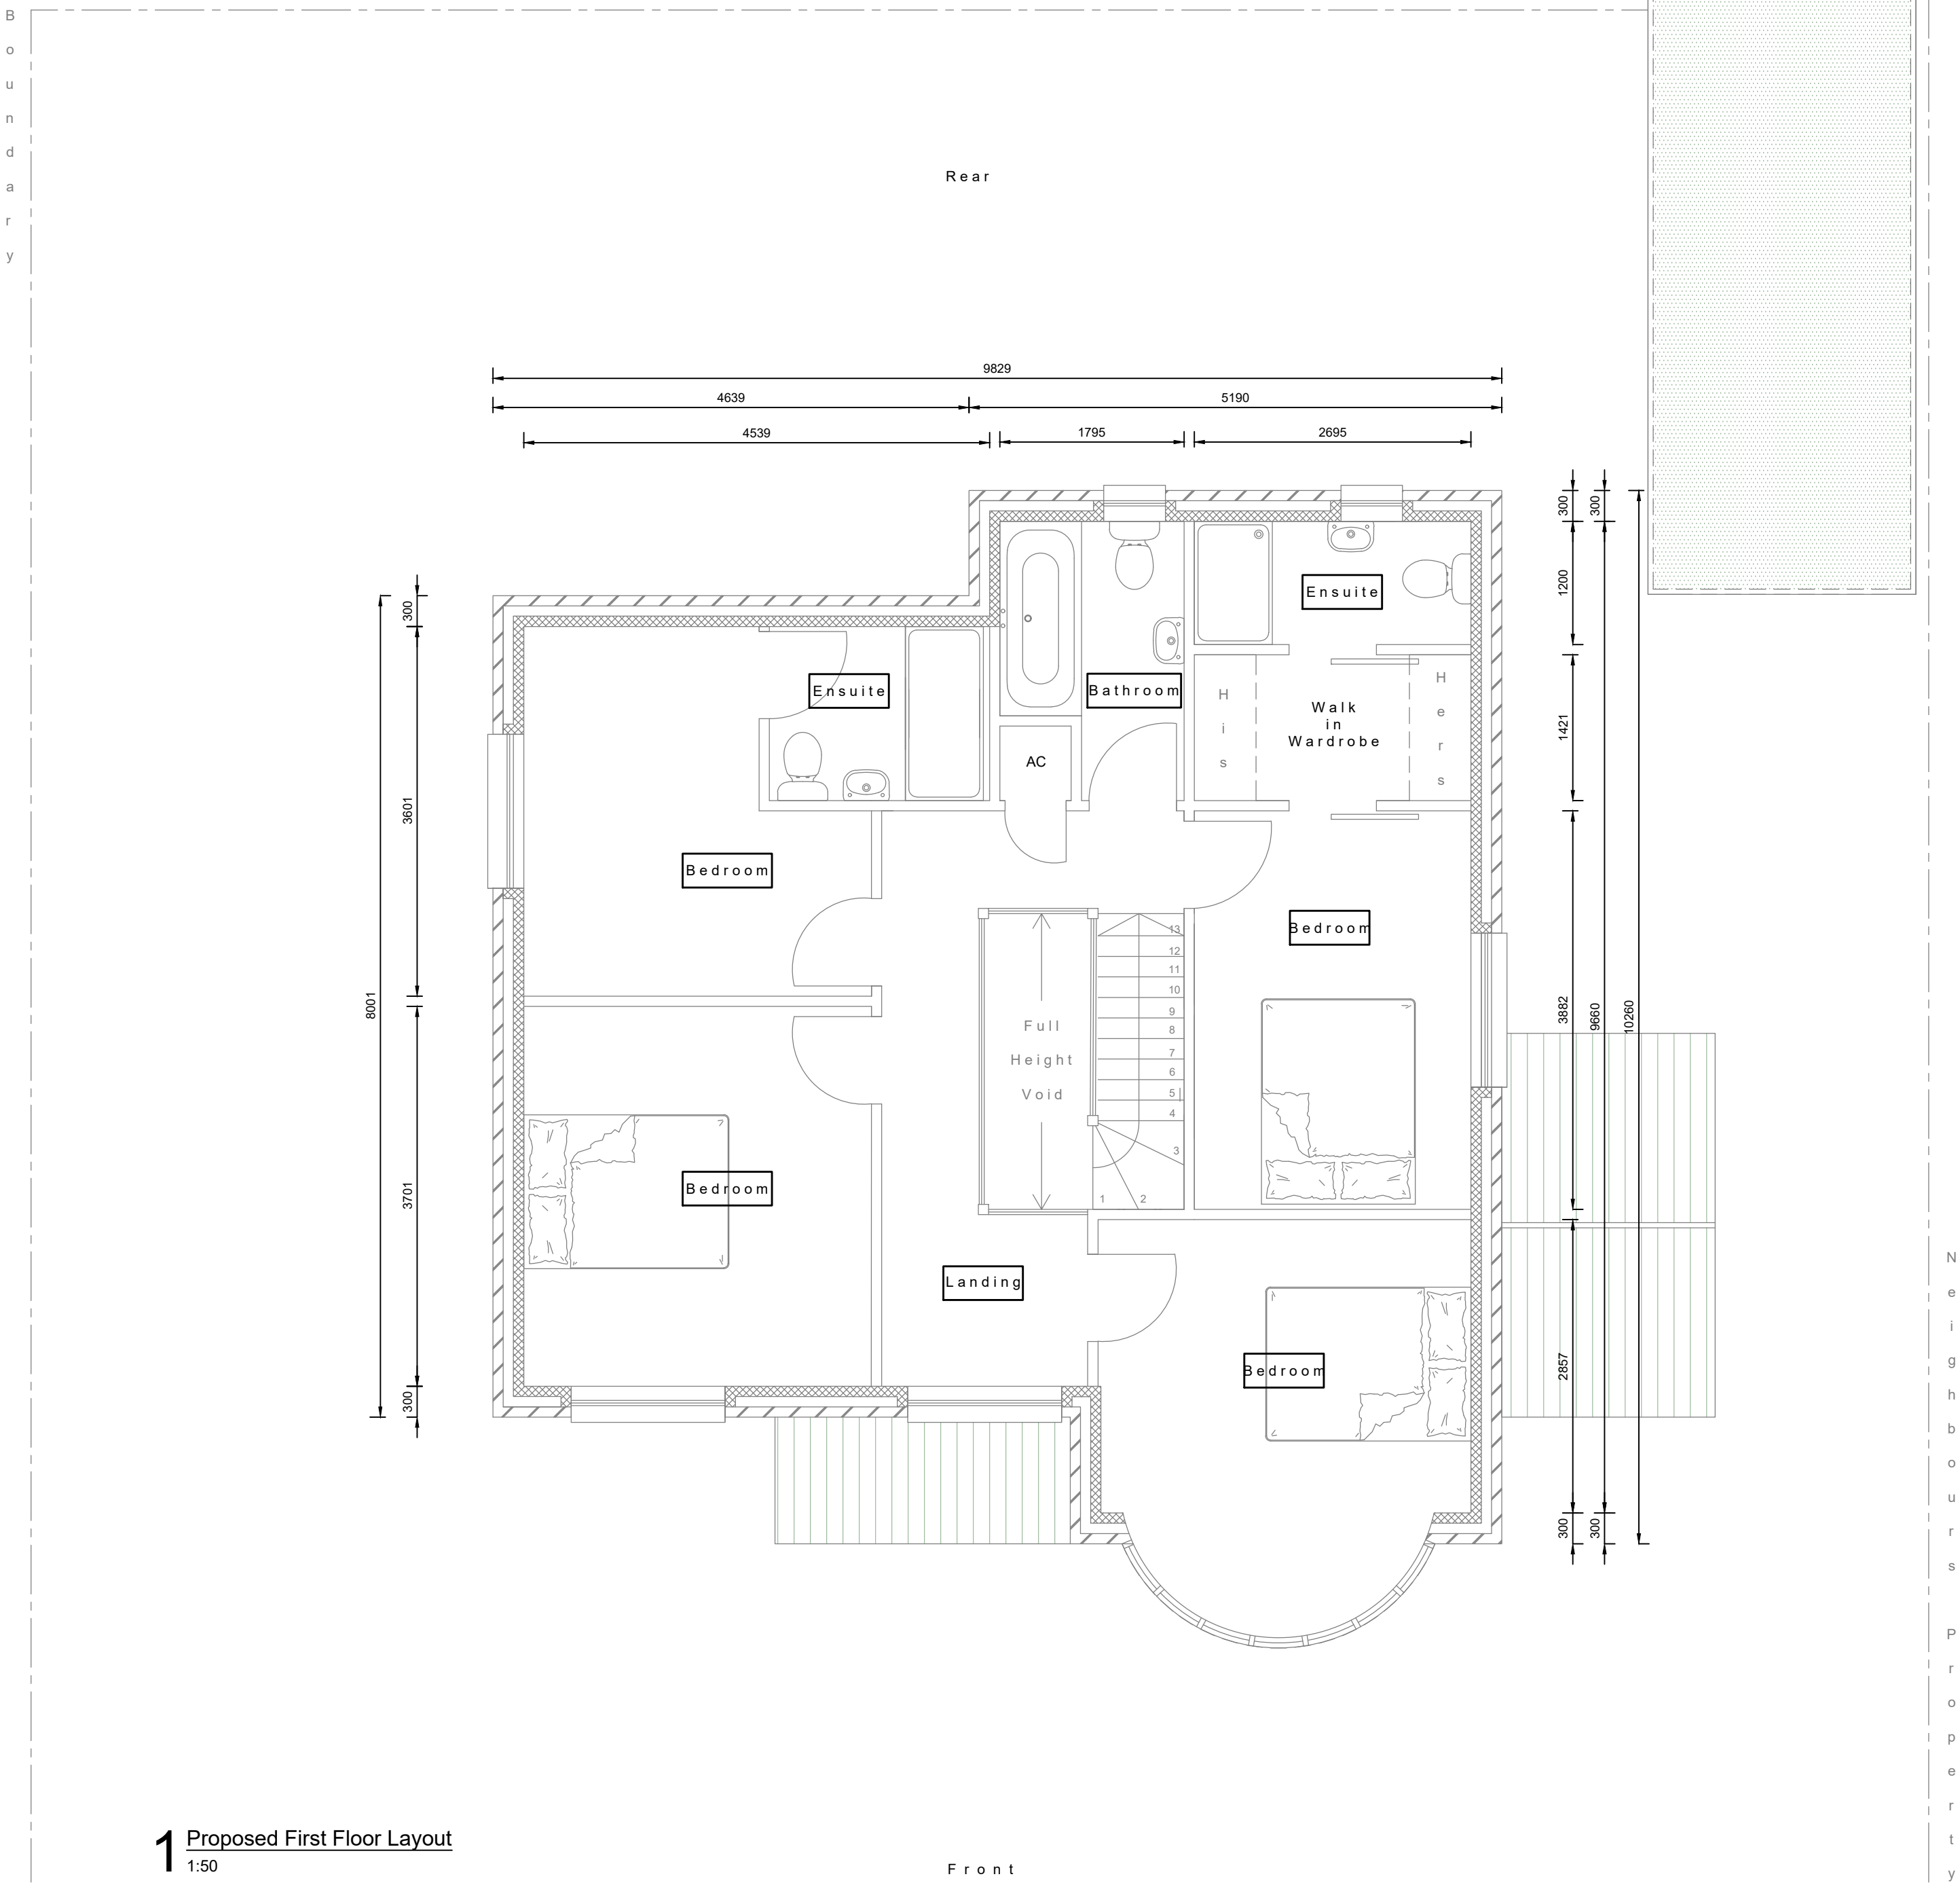 Boundary
Rear
9829
4639 5190
4539 1795 2695
300 300
1200
300
Ensuite
Ensuite
Bathroom
His
Hers
Walk
in
Wardrobe
1421
AC
3601
Bedroom
Bedroom
13
12
11
10
9
8
7
6
5
4
3
2
1
Full
Height
Void
8001
3882
9660
10260
3701
Bedroom
Landing
Bedroom
2857
300
300 300
Neighbours Property
1 Proposed First Floor Layout
1:50
Front